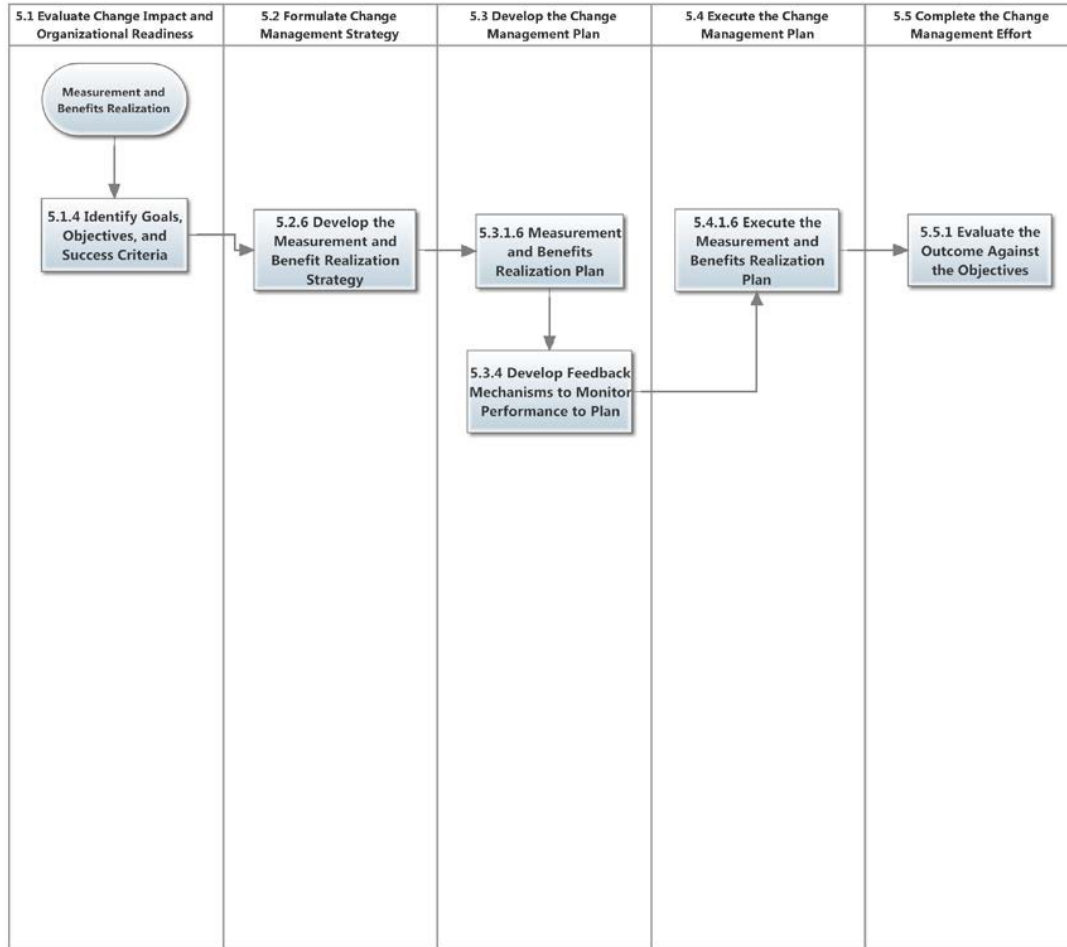 5.1 Evaluate Change Impact and
Organizational Readiness
5.2 Formulate Change
Management Strategy
5.3 Develop the Change
Management Plan
5.4 Execute the Change
Management Plan
5.5 Complete the Change
Management Effort
Measurement and
Benefits Realization
5.1.4 Identify Goals,
Objectives, and
Success Criteria
5.2.6 Develop the
Measurement and
Benefit Realization
Strategy
5.3.1.6 Measurement
and Benefits
Realization Plan
5.3.4 Develop Feedback
Mechanisms to Monitor
Performance to Plan
5.4.1.6 Execute the
Measurement and
Benefits Realization
Plan
5.5.1 Evaluate the
Outcome Against
the Objectives